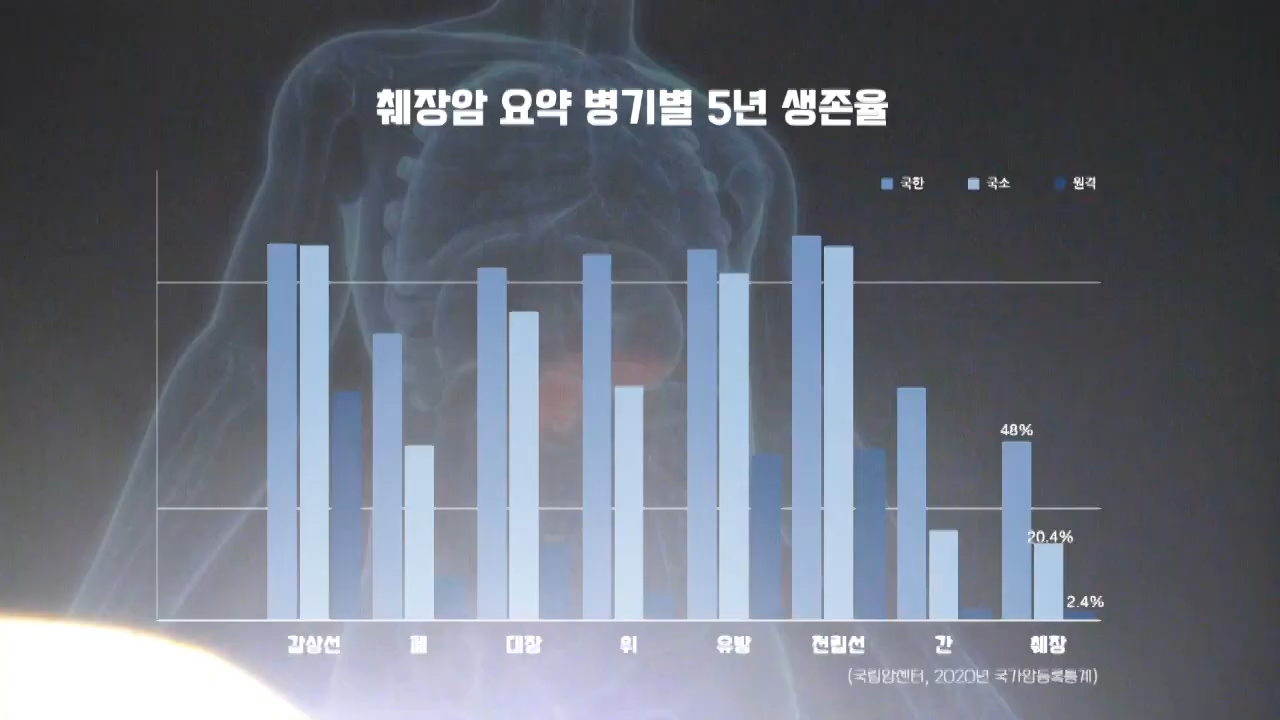 췌장암 요약 병기별 5년 생존율
국한 국소 원격
48%
20.4%
2.4%
갑상선 폐 대장 위 유방 전립선 간 췌장
(국립암센터, 2020년 국가암등록통계)